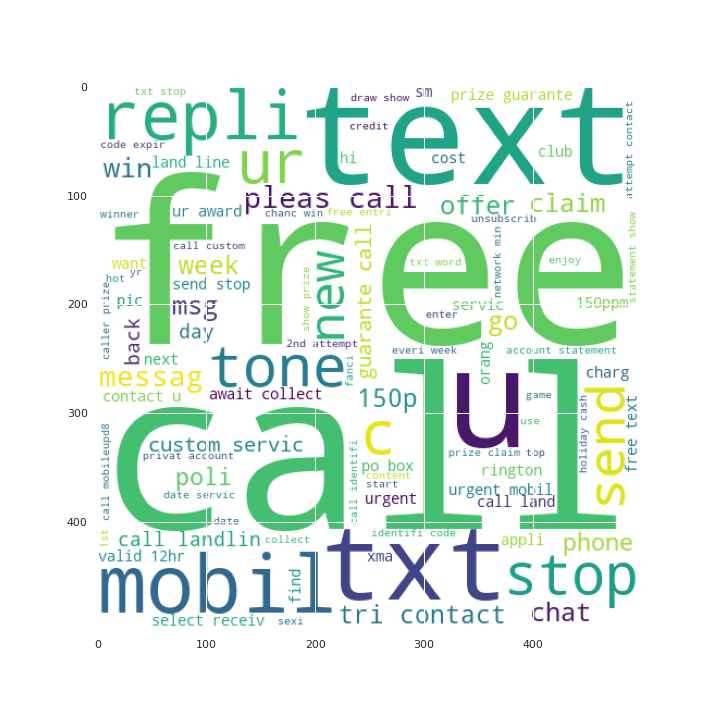 0
100
200
300
400
0
100
200
300
400
txt stop
draw show
sm
prize guarante
repli
text
credit
code expir
win
land line
ur
hi
cost
club
attempt contact
pleas call
offer
claim
winner
ur award
chanc win
free entri
unsubscrib
free
call custom
want
week
txt word
enjoy
statement show
network min
hot
yr
send stop
new
show prize
guarante call
pic
msg
servic
150ppm
caller prize
back
day
enter
go
2nd attempt
everi week
orang
account statement
next
tone
fanci
messag
contact u
await collect
150p
u
game
charg
send
free text
holiday cash
use
call
call mobileupd8
custom servic
c
privat account
prize claim
top
poli
po box
content
rington
call identifi
start
date servic
urgent
urgent mobil
call land
date
1st
call landlin
collect
identifi code
appli
phone
valid 12hr
mobil
txt
xma
stop
find
tri contact
chat
select receiv
sexi